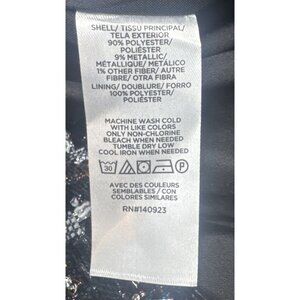 SHELL/ TISSU PRINCIPAL/
TELA EXTERIOR
90% POLYESTER/
POLIÉSTER
9% METALLIC/
MÉTALLIQUE/ METÁLICO
1% OTHER FIBER/ AUTRE
FIBRE/ OTRA FIBRA
LINING/ DOUBLURE/ FORRO
100% POLYESTER/
POLIÉSTER
MACHINE WASH COLD
WITH LIKE COLORS
ONLY NON-CHLORINE
BLEACH WHEN NEEDED
TUMBLE DRY LOW
COOL IRON WHEN NEEDED
30 P
AVEC DES COULEURS
SEMBLABLES / CON
COLORES SIMILARES
RN#140923